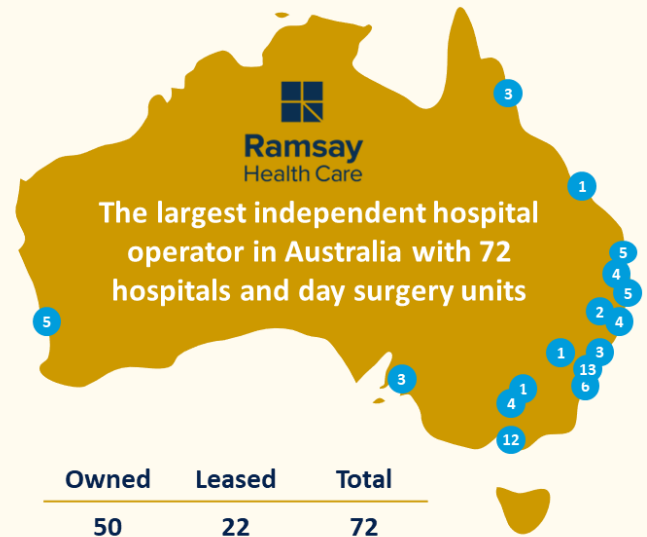 Ramsay
Health Care
The largest independent hospital
operator in Australia with 72
hospitals and day surgery units
3
1
5
4
5
2
4
1
3
13
6
1
4
12
5
3
Owned Leased Total
50 22 72